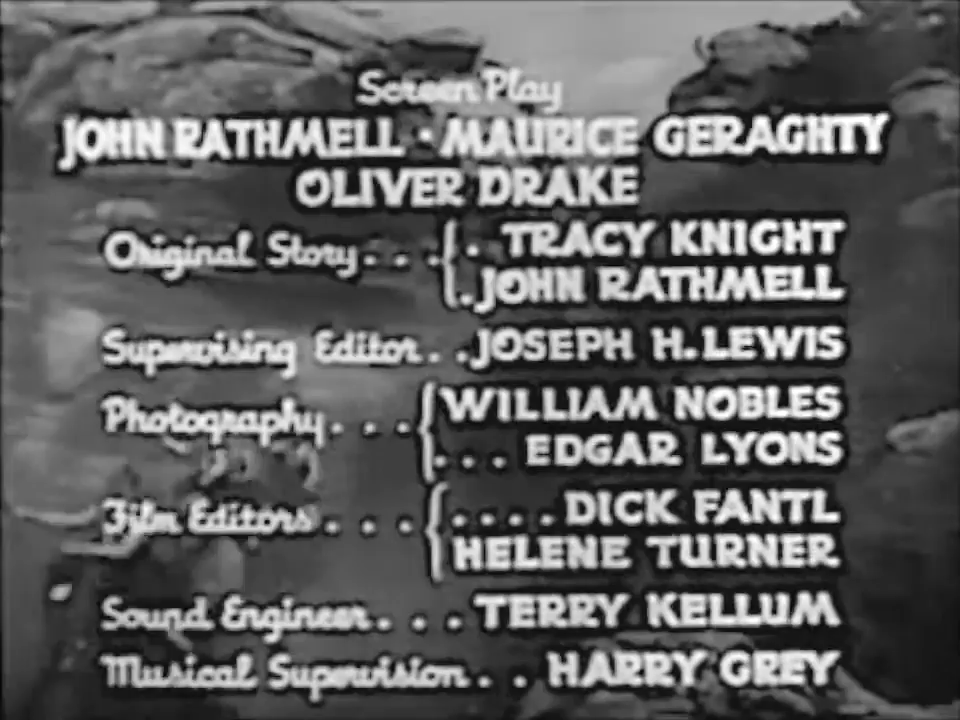 Screen Play
JOHN RATHMELL · MAURICE GERAGHTY
OLIVER DRAKE
Original Story . . . { . TRACY KNIGHT
. JOHN RATHMELL
Supervising Editor . . JOSEPH H. LEWIS
Photography . . . { WILLIAM NOBLES
. . . EDGAR LYONS
Film Editors . . . { . . . . DICK FANTL
HELENE TURNER
Sound Engineer . . . TERRY KELLUM
Musical Supervision . . HARRY GREY